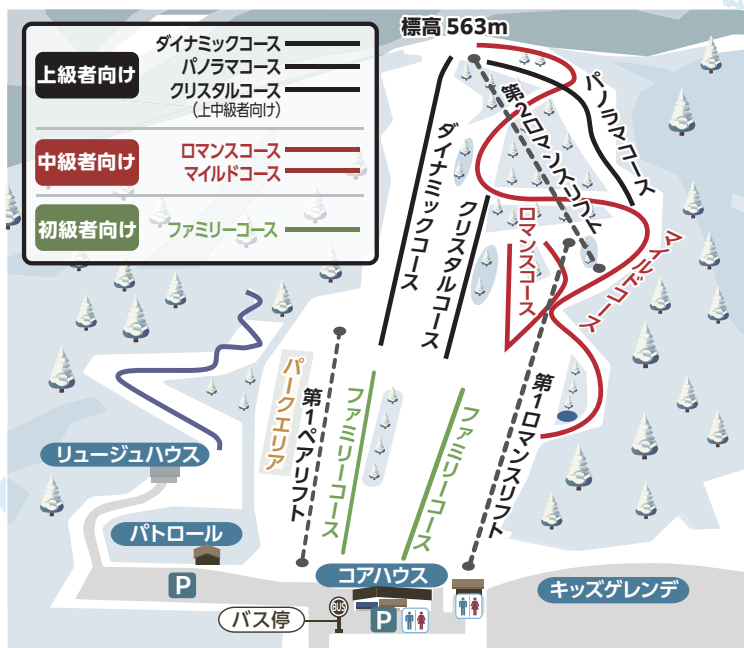 標高563m
上級者向け
ダイナミックコース
パノラマコース
クリスタルコース
(上中級者向け)
中級者向け
ロマンスコース
マイルドコース
初級者向け
ファミリーコース
パノラマコース
第2ロマンスリフト
ダイナミックコース
クリスタルコース
ロマンスコース
マイルドコース
パークエリア
第1ペアリフト
ファミリーコース
ファミリーコース
第1ロマンスリフト
リュージュハウス
パトロール
P
コアハウス
キッズゲレンデ
バス停
BUS
P